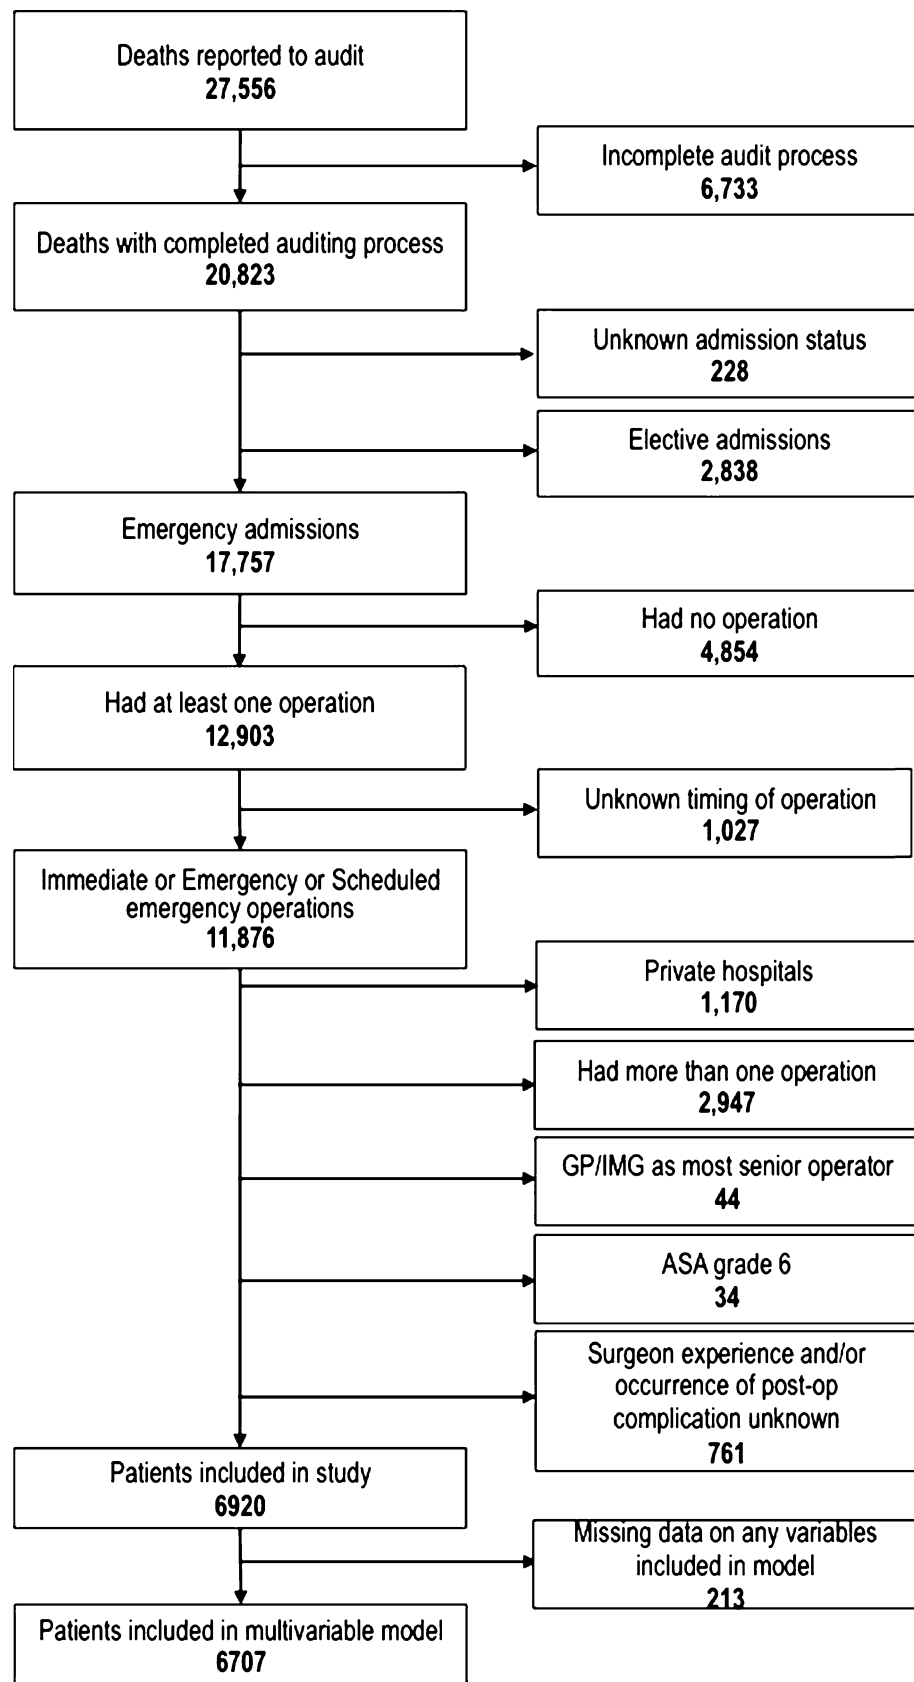 Deaths reported to audit
27,556
Incomplete audit process
6,733
Deaths with completed auditing process
20,823
Unknown admission status
228
Elective admissions
2,838
Emergency admissions
17,757
Had no operation
4,854
Had at least one operation
12,903
Unknown timing of operation
1,027
Immediate or Emergency or Scheduled
emergency operations
11,876
Private hospitals
1,170
Had more than one operation
2,947
GP/IMG as most senior operator
44
ASA grade 6
34
Surgeon experience and/or
occurrence of post-op
complication unknown
761
Patients included in study
6920
Missing data on any variables
included in model
213
Patients included in multivariable model
6707